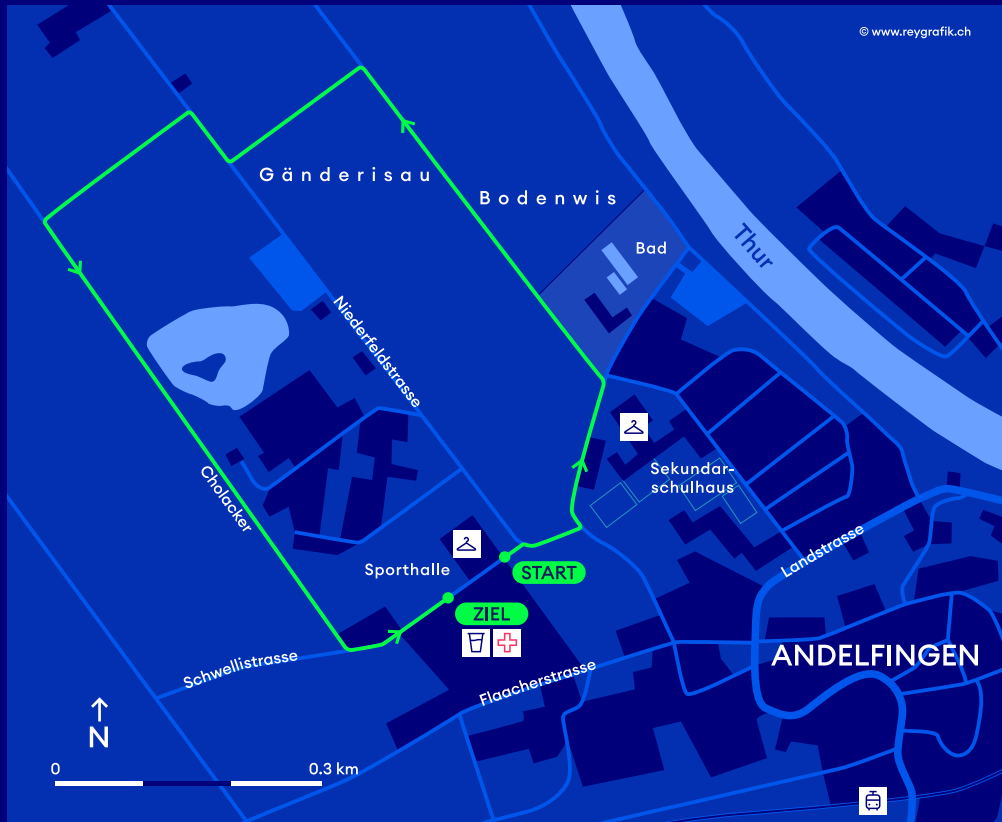 © www.reygrafik.ch
Gänderisau
Bodenwis
Bad
Thur
Niederfeldstrasse
Cholacker
Sekundar-
schulhaus
Landstrasse
Sporthalle
START
ZIEL
Schwellistrasse
Flaacherstrasse
ANDELFINGEN
N
0
0.3 km